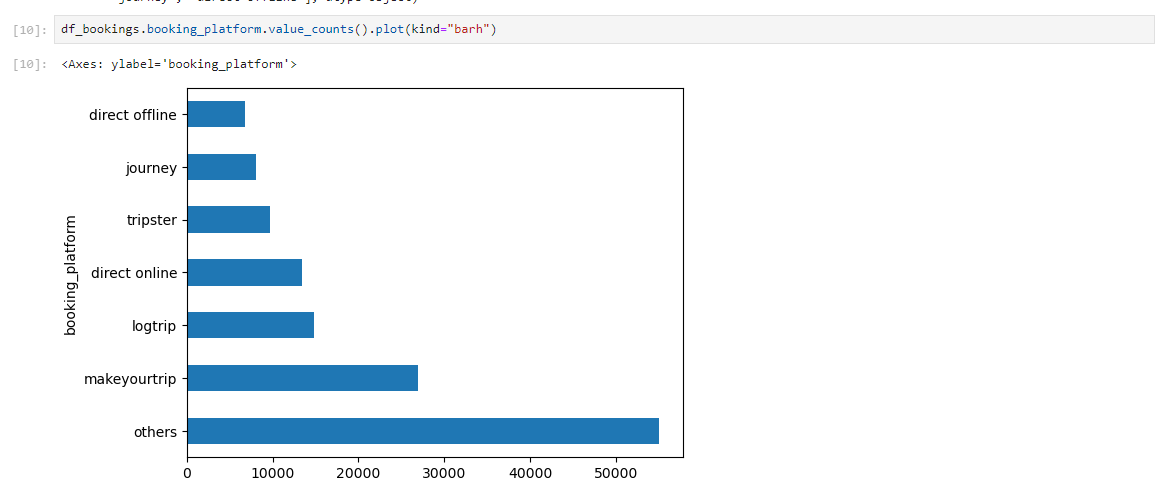 [10]: df_bookings.booking_platform.value_counts().plot(kind="barh")
[10]: <Axes: ylabel='booking_platform'>
direct offline
journey
tripster
direct online
logtrip
makeyourtrip
others
booking_platform
0 10000 20000 30000 40000 50000